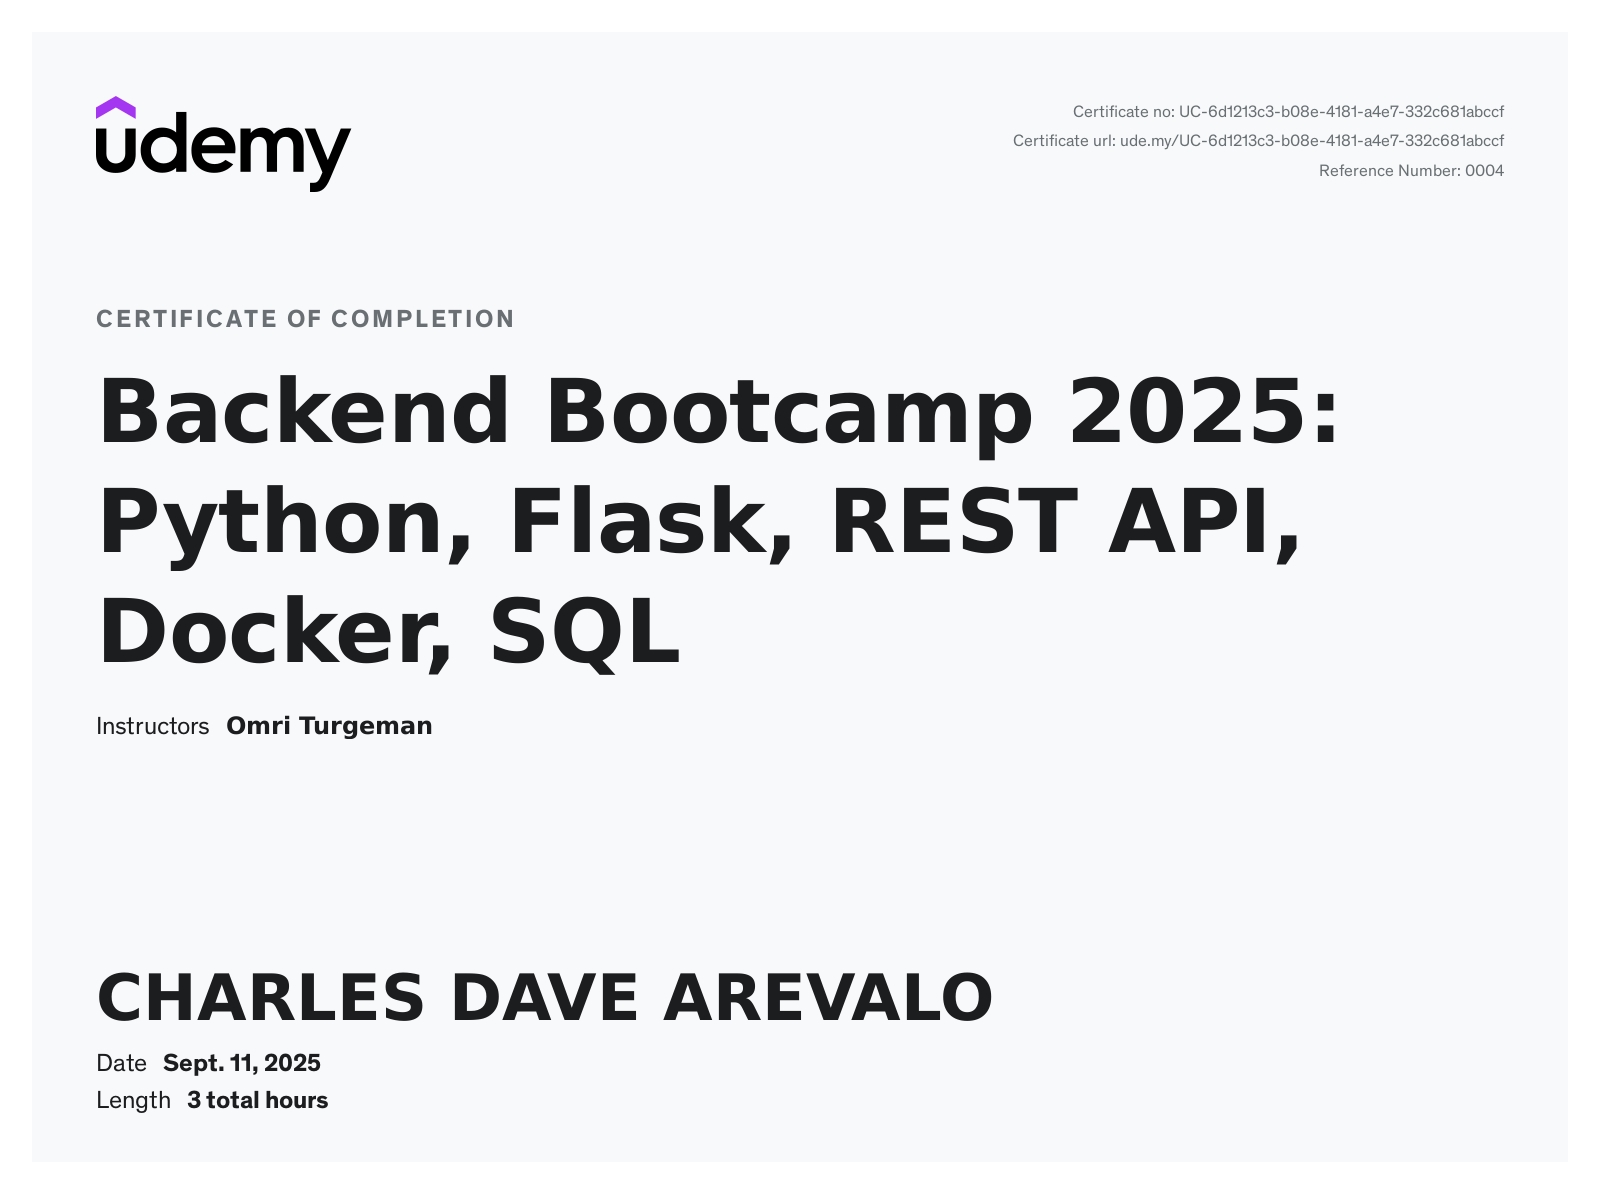 udemy
Certificate no: UC-6d1213c3-b08e-4181-a4e7-332c681abccf
Certificate url: ude.my/UC-6d1213c3-b08e-4181-a4e7-332c681abccf
Reference Number: 0004
CERTIFICATE OF COMPLETION
Backend Bootcamp 2025:
Python, Flask, REST API,
Docker, SQL
Instructors Omri Turgeman
CHARLES DAVE AREVALO
Date Sept. 11, 2025
Length 3 total hours